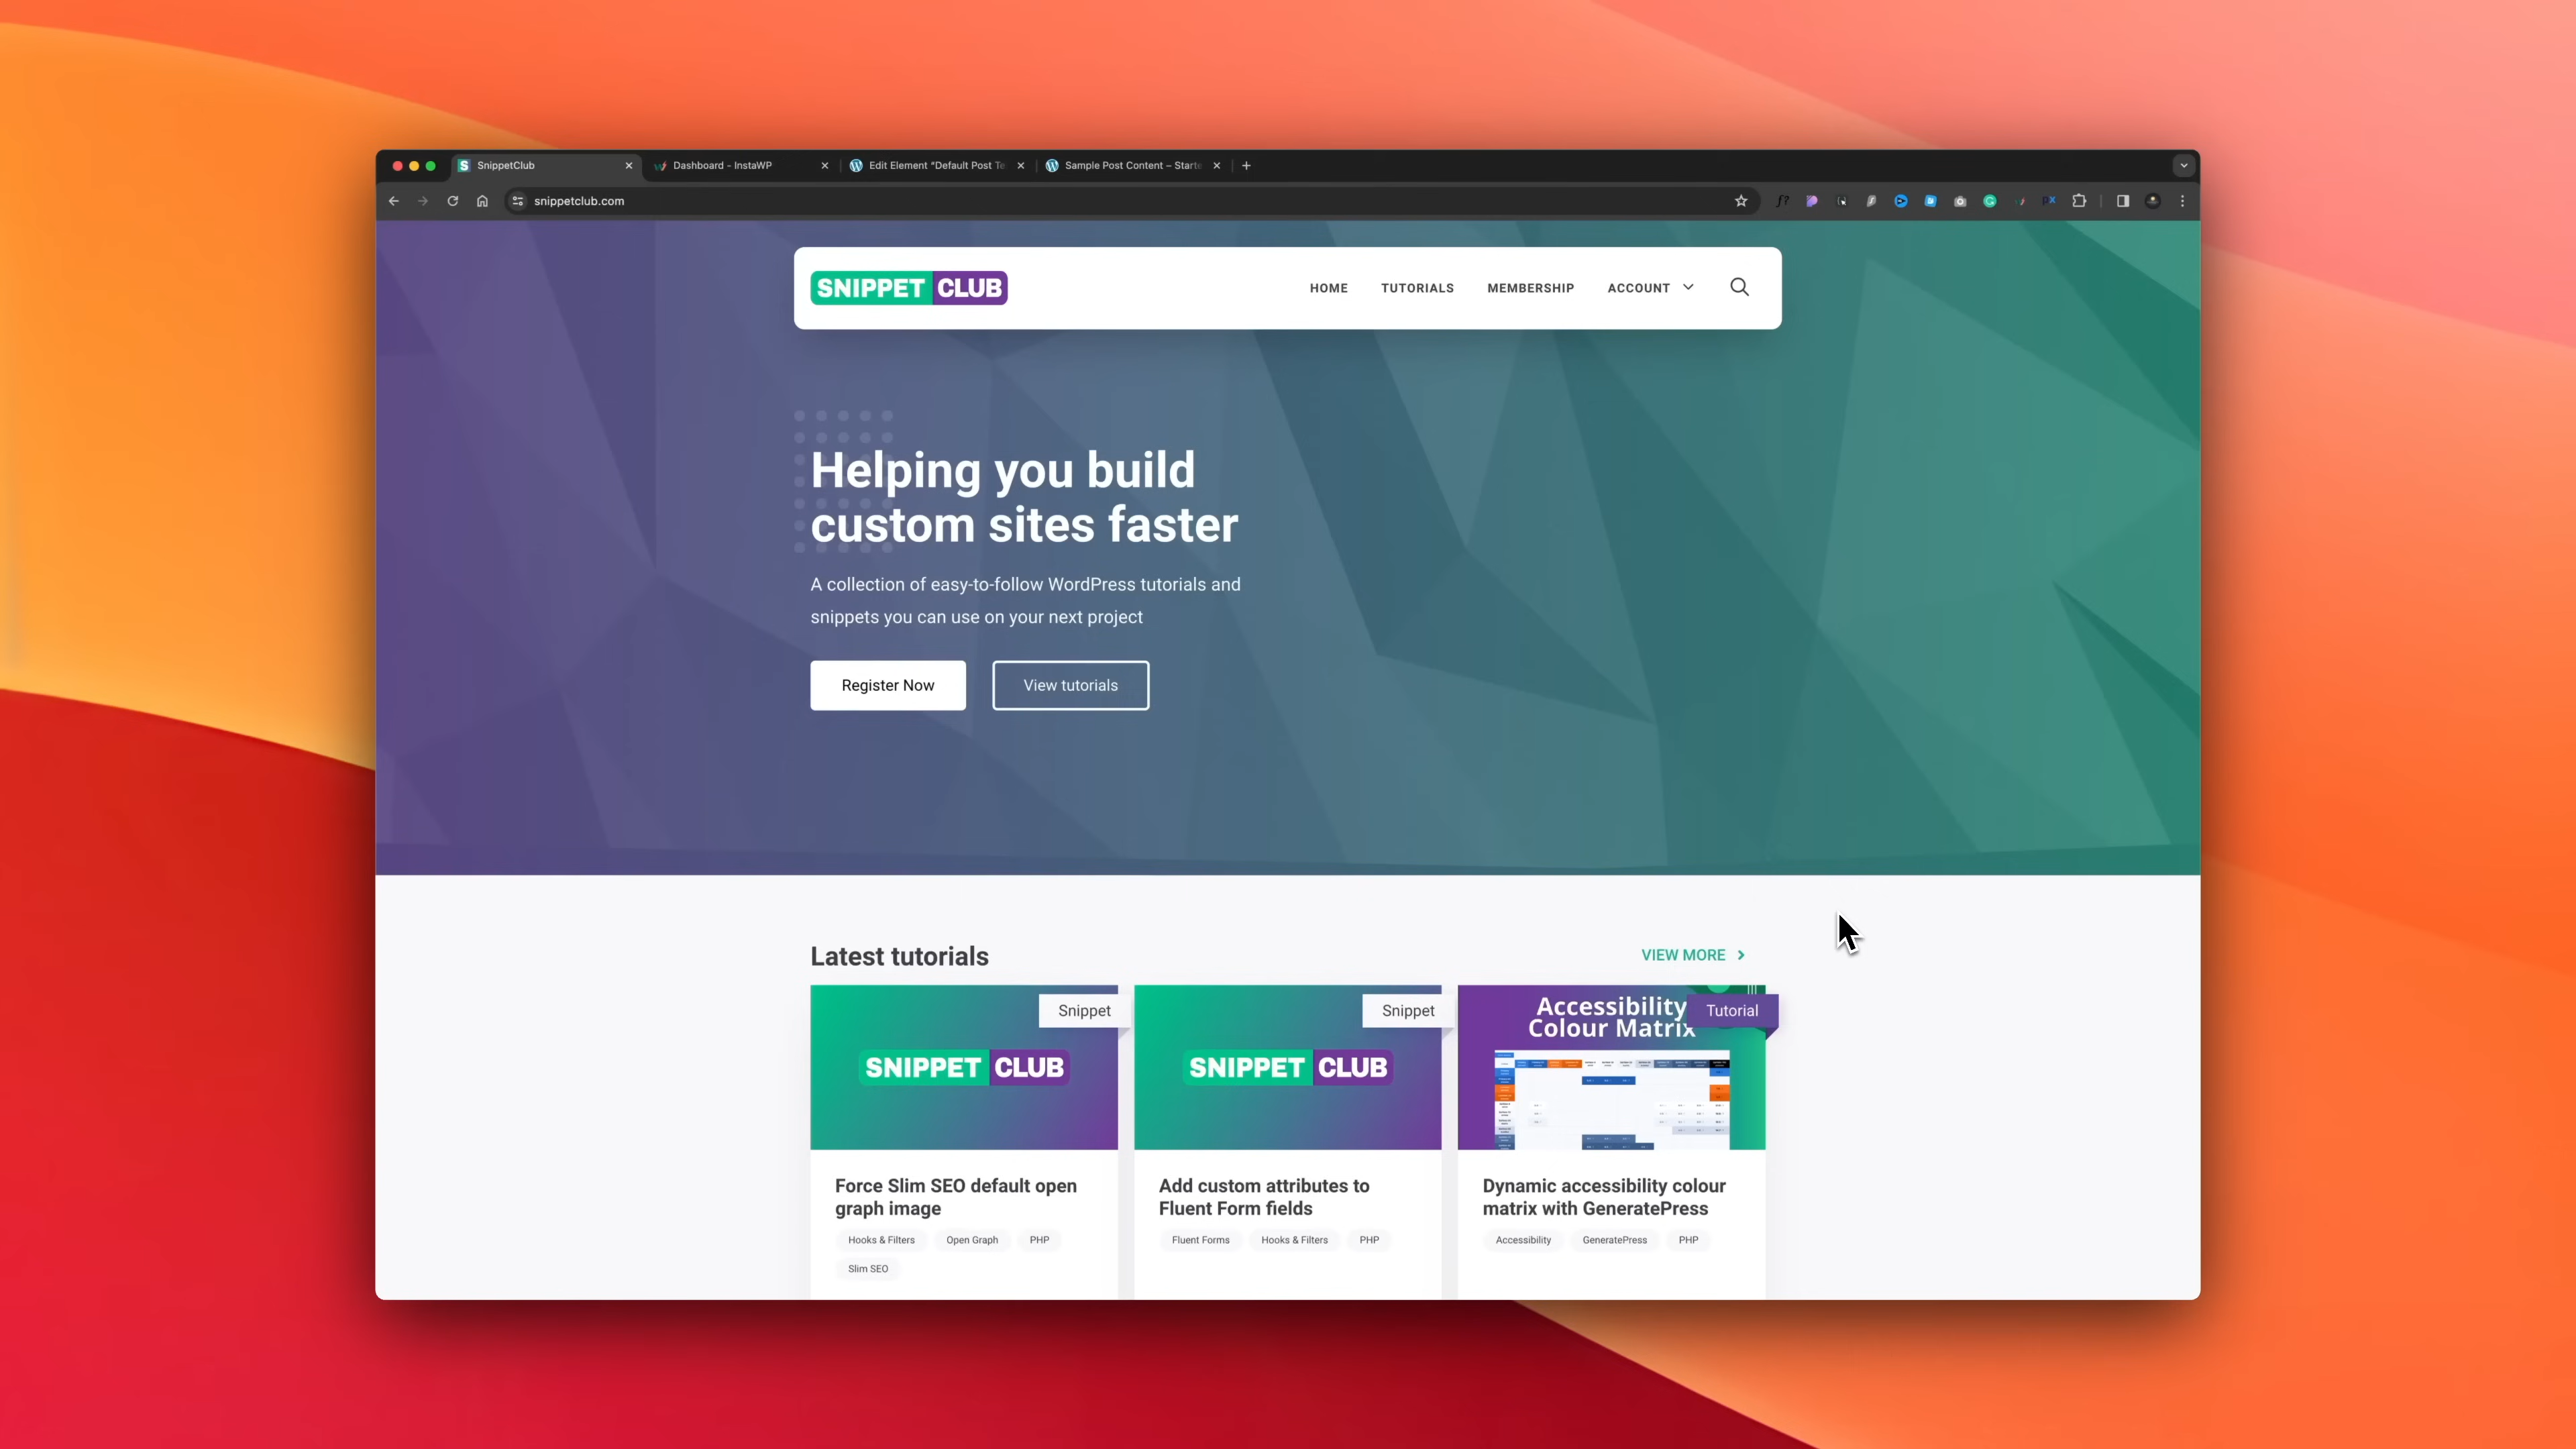 SnippetClub
Dashboard - InstaWP
Edit Element "Default Post Te
Sample Post Content – Starte
snippetclub.com
SNIPPET CLUB
HOME
TUTORIALS
MEMBERSHIP
ACCOUNT
Helping you build
custom sites faster
A collection of easy-to-follow WordPress tutorials and
snippets you can use on your next project
Register Now
View tutorials
Latest tutorials
VIEW MORE
Snippet
SNIPPET CLUB
Force Slim SEO default open
graph image
Hooks & Filters
Open Graph
PHP
Slim SEO
Snippet
SNIPPET CLUB
Add custom attributes to
Fluent Form fields
Fluent Forms
Hooks & Filters
PHP
Accessibility
Colour Matrix
Tutorial
Dynamic accessibility colour
matrix with GeneratePress
Accessibility
GeneratePress
PHP